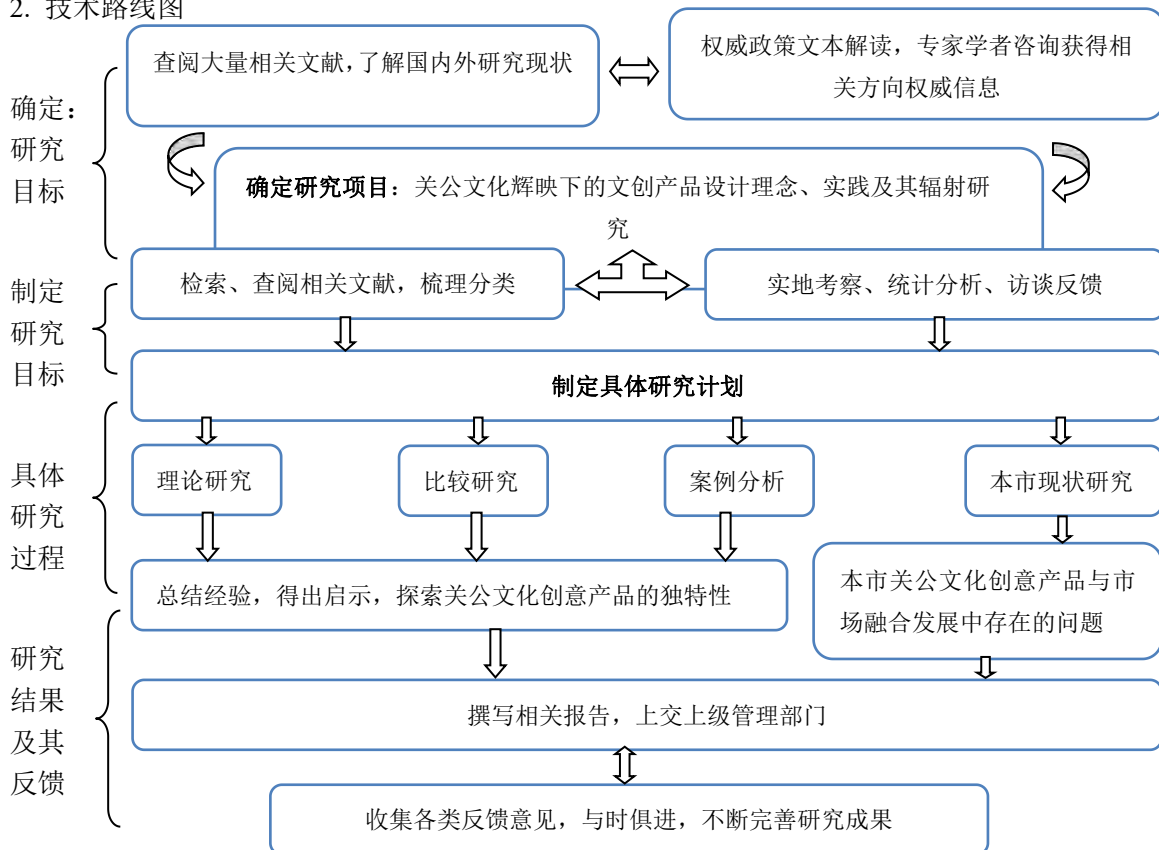 2. 技术路线图
查阅大量相关文献，了解国内外研究现状
权威政策文本解读，专家学者咨询获得相
关方向权威信息
确定：
研究
目标
确定研究项目：关公文化辉映下的文创产品设计理念、实践及其辐射研
究
制定
研究
目标
检索、查阅相关文献，梳理分类
实地考察、统计分析、访谈反馈
制定具体研究计划
具体
研究
过程
理论研究
比较研究
案例分析
本市现状研究
总结经验，得出启示，探索关公文化创意产品的独特性
本市关公文化创意产品与市
场融合发展中存在的问题
研究
结果
及其
反馈
撰写相关报告，上交上级管理部门
收集各类反馈意见，与时俱进，不断完善研究成果